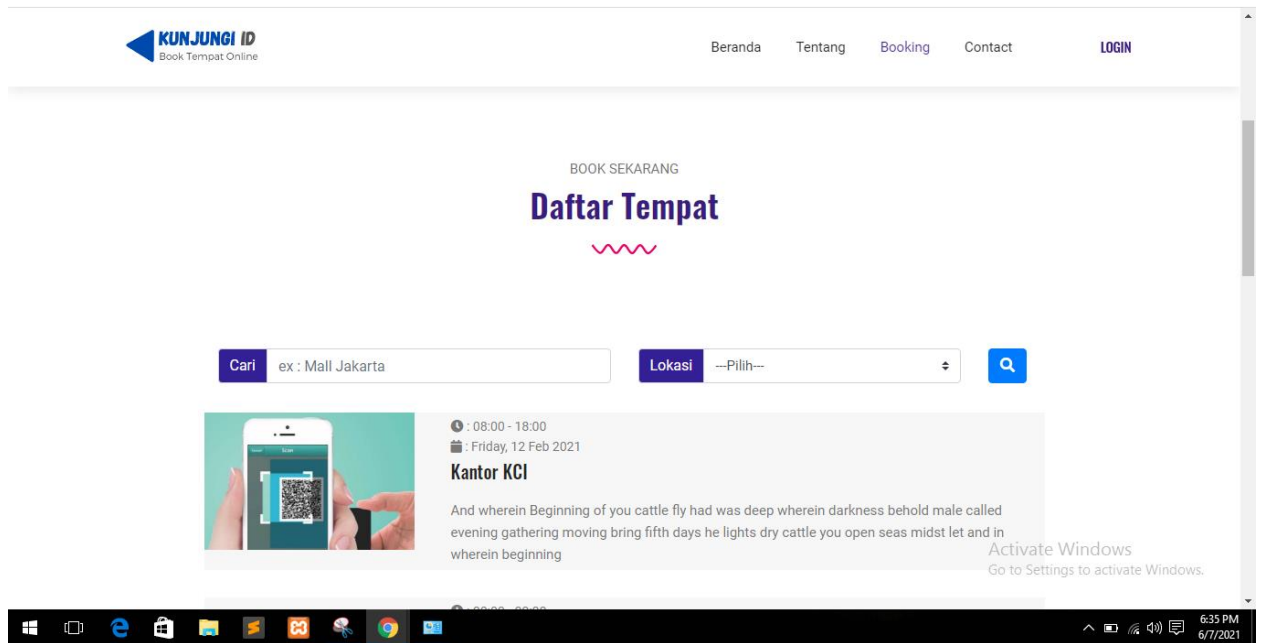 KUNJUNGI ID
Book Tempat Online
Beranda Tentang Booking Contact LOGIN
BOOK SEKARANG
Daftar Tempat
Cari ex : Mall Jakarta Lokasi ---Pilih---
: 08:00 - 18:00
: Friday, 12 Feb 2021
Kantor KCI
And wherein Beginning of you cattle fly had was deep wherein darkness behold male called
evening gathering moving bring fifth days he lights dry cattle you open seas midst let and in
wherein beginning
Activate Windows
Go to Settings to activate Windows.
6:35 PM
6/7/2021